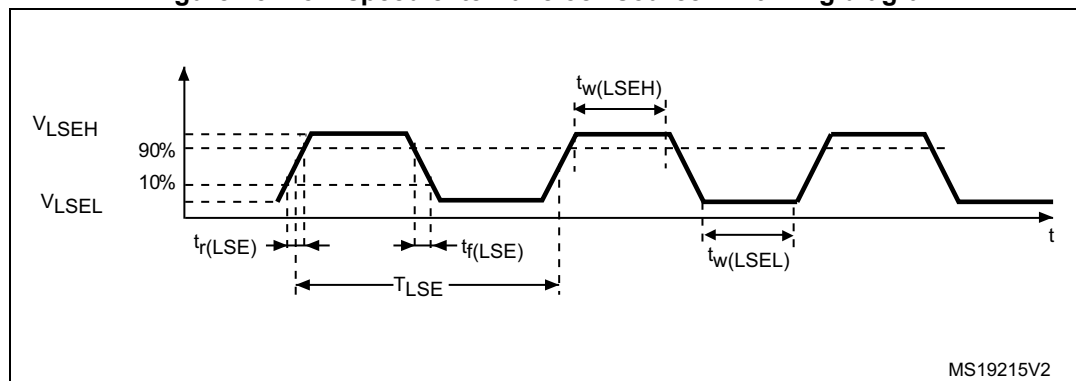 tw(LSEH)
VLSEH
90%
10%
VLSEL
tr(LSE)
tf(LSE)
t
tw(LSEL)
TLSE
MS19215V2